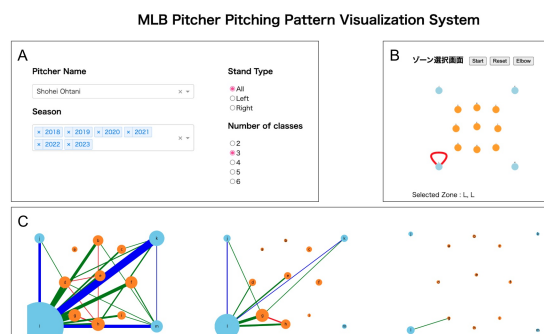 MLB Pitcher Pitching Pattern Visualization System
A
Pitcher Name
Shohei Ohtani
Season
× 2018 × 2019 × 2020 × 2021
× 2022 × 2023
Stand Type
All
Left
Right
Number of classes
2
3
4
5
6
B
ゾーン選択画面 Start Reset Elbow
Selected Zone : L, L
C